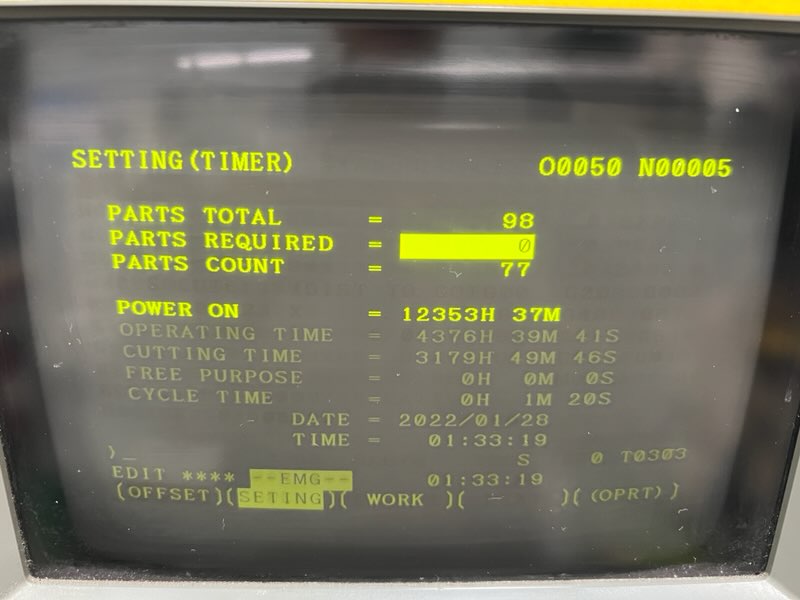 SETTING(TIMER) O0050 N00005
PARTS TOTAL = 98
PARTS REQUIRED = 0
PARTS COUNT = 77
POWER ON = 12353H 37M
OPERATING TIME = 4376H 39M 41S
CUTTING TIME = 3179H 49M 46S
FREE PURPOSE = 0H 0M 0S
CYCLE TIME = 0H 1M 20S
DATE = 2022/01/28
TIME = 01:33:19
)_ S 0 T0303
EDIT **** --EMG-- 01:33:19
(OFFSET)(SETING)( WORK )( )( (OPRT) )